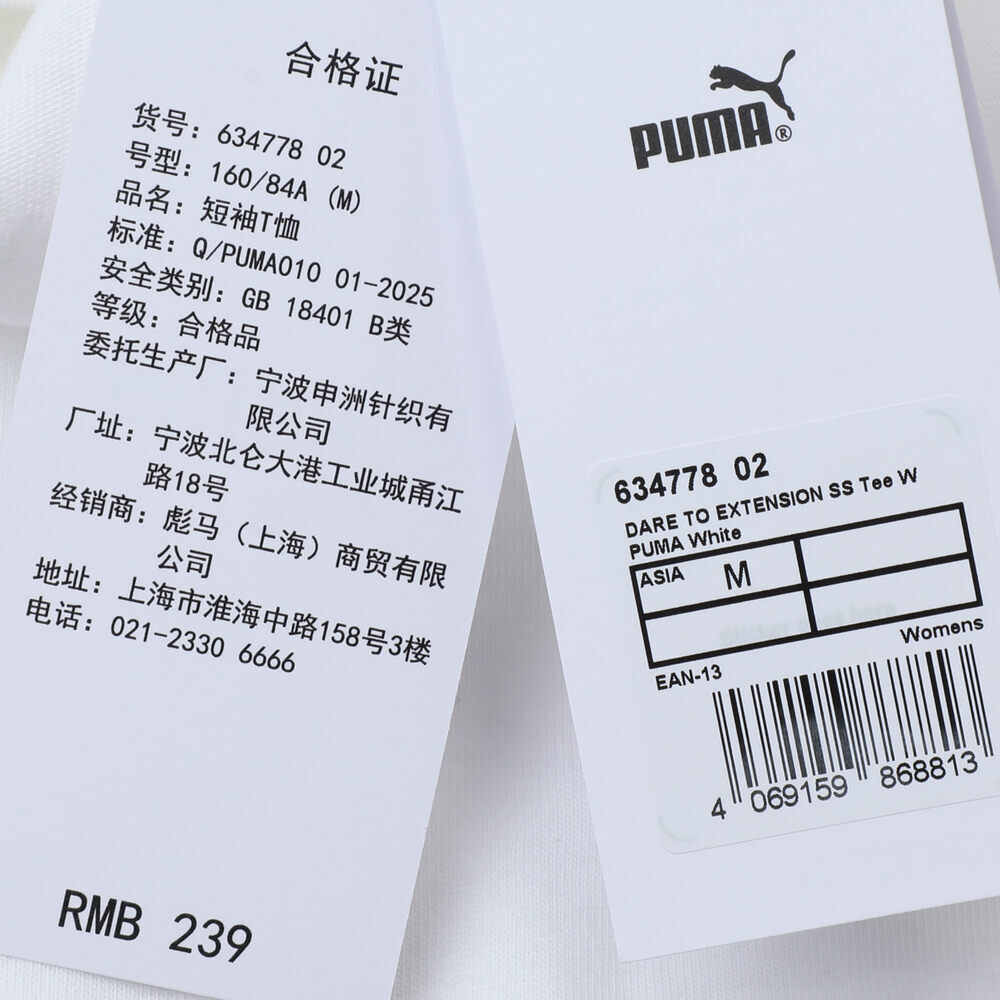 合格证
货号：634778 02
号型：160/84A (M)
品名：短袖T恤
标准：Q/PUMA010 01-2025
安全类别：GB 18401 B类
等级：合格品
委托生产厂：宁波申洲针织有
限公司
厂址：宁波北仑大港工业城甬江
路18号
经销商：彪马（上海）商贸有限
公司
地址：上海市淮海中路158号3楼
电话：021-2330 6666
RMB 239
PUMA®
634778 02
DARE TO EXTENSION SS Tee W
PUMA White
ASIA M
Sticker goes here
Womens
EAN-13
4 069159 868813